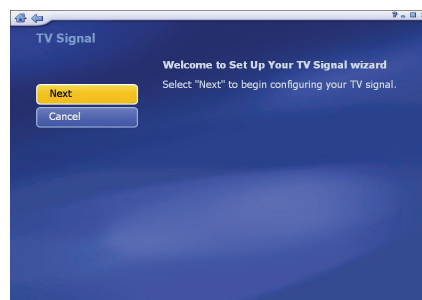 TV Signal
Welcome to Set Up Your TV Signal wizard
Select "Next" to begin configuring your TV signal.
Next
Cancel